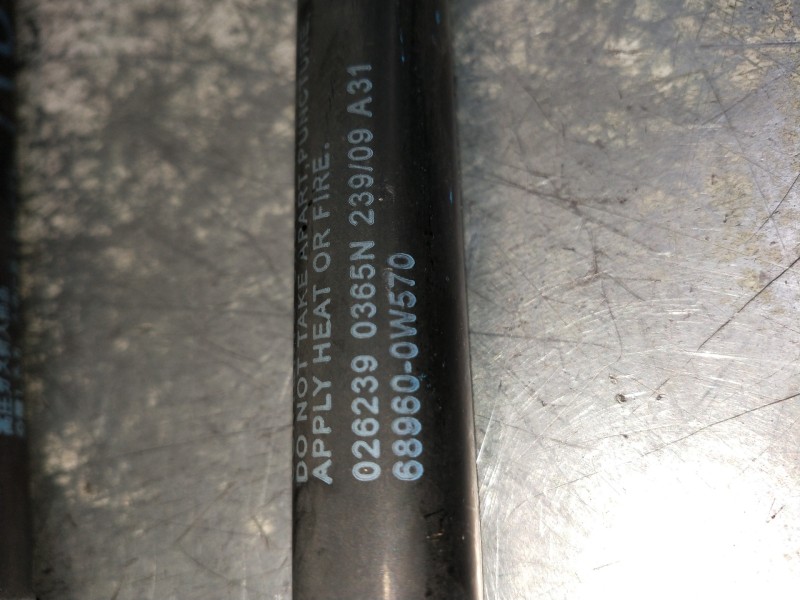 DO NOT TAKE APART, PUNCTURE
APPLY HEAT OR FIRE.
026239 0365N 239/09 A31
68960-0W570